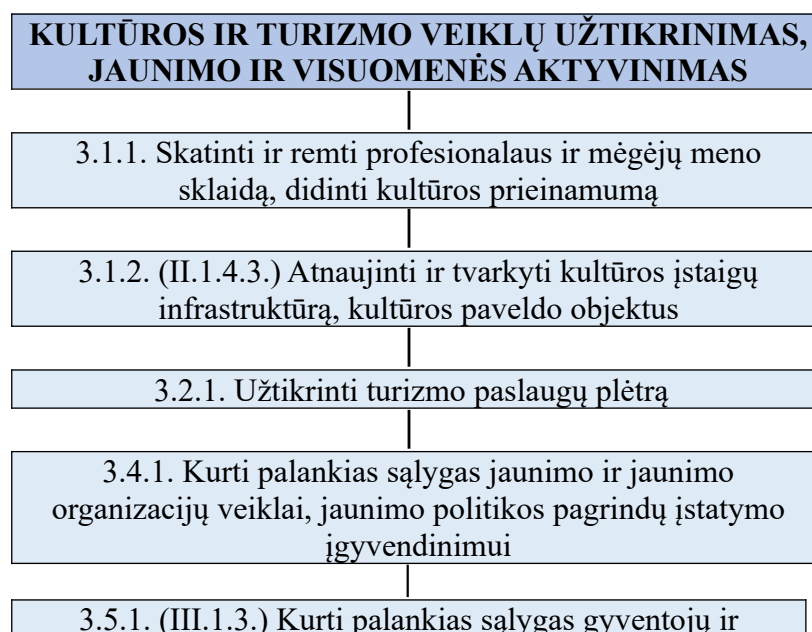 KULTŪROS IR TURIZMO VEIKLŲ UŽTIKRINIMAS,
JAUNIMO IR VISUOMENĖS AKTYVINIMAS
3.1.1. Skatinti ir remti profesionalaus ir mėgėjų meno
sklaidą, didinti kultūros prieinamumą
3.1.2. (II.1.4.3.) Atnaujinti ir tvarkyti kultūros įstaigų
infrastruktūrą, kultūros paveldo objektus
3.2.1. Užtikrinti turizmo paslaugų plėtrą
3.4.1. Kurti palankias sąlygas jaunimo ir jaunimo
organizacijų veiklai, jaunimo politikos pagrindų įstatymo
įgyvendinimui
3.5.1. (III.1.3.) Kurti palankias sąlygas gyventojų ir